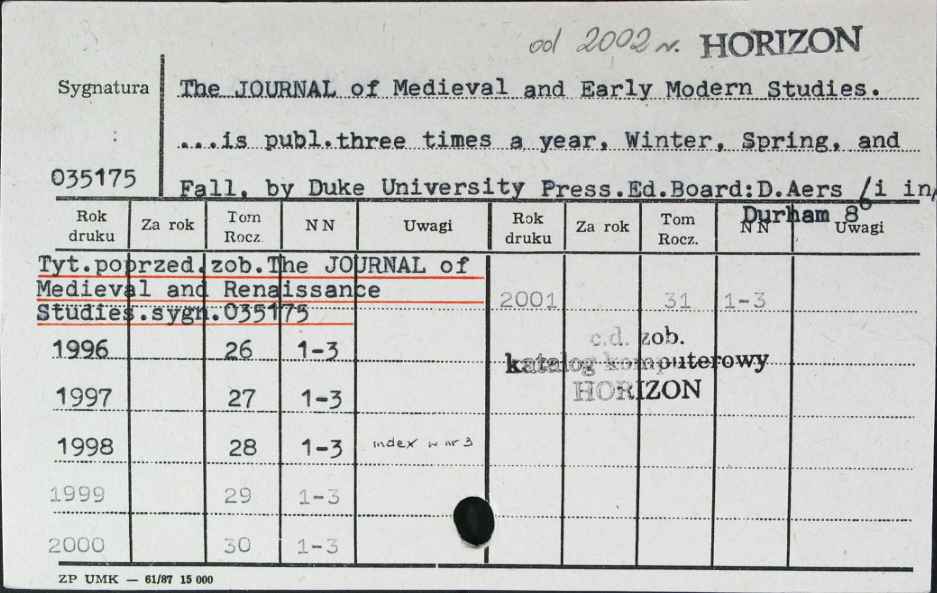 od 2002 r. HORIZON
Sygnatura The JOURNAL of Medieval and Early Modern Studies.
...is publ.three times a year, Winter, Spring, and
035175 Fall, by Duke University Press.Ed.Board:D.Aers /i in/
Durham 8°
Rok druku Za rok Tom Rocz. NN Uwagi Rok druku Za rok Tom Rocz. NN Uwagi
Tyt.poprzed.zob.The JOURNAL of
Medieval and Renaissance
Studies.sygn.035175
2001 31 1-3
1996 26 1-3
c.d. zob.
katalog komputerowy
HORIZON
1997 27 1-3
1998 28 1-3 index w nr 3
1999 29 1-3
2000 30 1-3
ZP UMK — 61/87 15 000